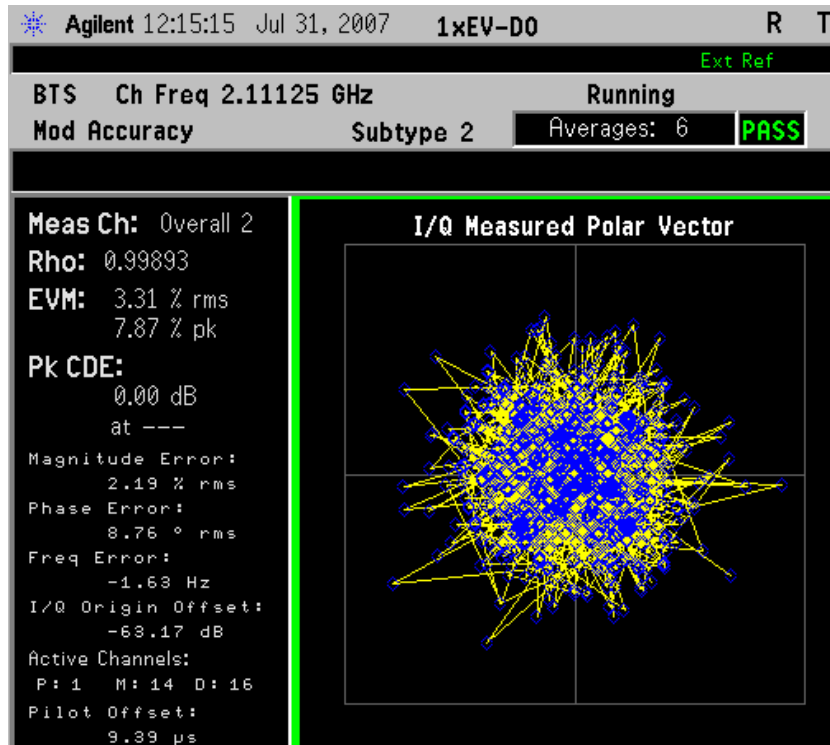 Agilent 12:15:15 Jul 31, 2007 1xEV-DO R T
Ext Ref
BTS Ch Freq 2.11125 GHz Running
Mod Accuracy Subtype 2 Averages: 6 PASS
Meas Ch: Overall 2
Rho: 0.99893
EVM: 3.31 % rms
7.87 % pk
Pk CDE:
0.00 dB
at ---
Magnitude Error:
2.19 % rms
Phase Error:
8.76 ° rms
Freq Error:
-1.63 Hz
I/Q Origin Offset:
-63.17 dB
Active Channels:
P: 1 M: 14 D: 16
Pilot Offset:
9.39 µs
I/Q Measured Polar Vector